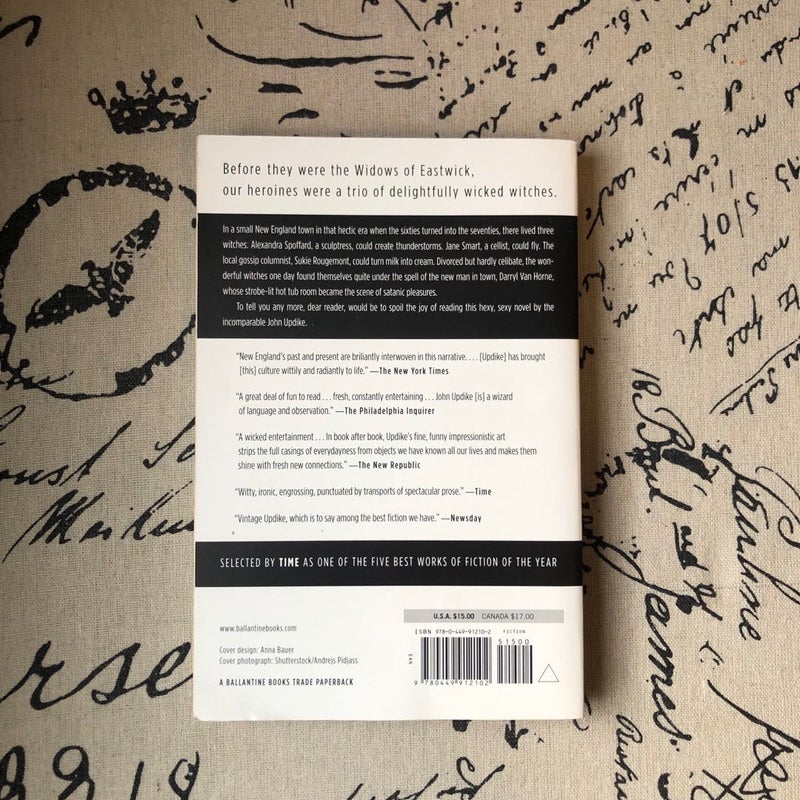 Before they were the Widows of Eastwick,
our heroines were a trio of delightfully wicked witches.
In a small New England town in that hectic era when the sixties turned into the seventies, there lived three
witches. Alexandra Spofford, a sculptress, could create thunderstorms. Jane Smart, a cellist, could fly. The
local gossip columnist, Sukie Rougemont, could turn milk into cream. Divorced but hardly celibate, the won-
derful witches one day found themselves quite under the spell of the new man in town, Darryl Van Horne,
whose strobe-lit hot tub room became the scene of satanic pleasures.
To tell you any more, dear reader, would be to spoil the joy of reading this hexy, sexy novel by the
incomparable John Updike.
“New England's past and present are briliantly interwoven in this narrative. . . . [Updike] has brought
[this] culture wittily and radiantly to life.” —The New York Times
“A great deal of fun to read . . . fresh, constantly entertaining . . . John Updike [is] a wizard
of language and observation.” —The Philadelphia Inquirer
“A wicked entertainment . . . In book after book, Updike's fine, funny impressionistic art
strips the full casings of everydayness from objects we have known all our lives and makes them
shine with fresh new connections.” —The New Republic
“Witty, ironic, engrossing, punctuated by transports of spectacular prose.” —Time
“Vintage Updike, which is to say among the best fiction we have.” —Newsday
SELECTED BY TIME AS ONE OF THE FIVE BEST WORKS OF FICTION OF THE YEAR
U.S.A. $15.00 CANADA $17.00
ISBN 978-0-449-91210-2 FICTION
51500
EAN
9 780449 912102
www.ballantinebooks.com
Cover design: Anna Bauer
Cover photograph: Shutterstock/Andrejs Pidjass
A BALLANTINE BOOKS TRADE PAPERBACK
Pauline
James